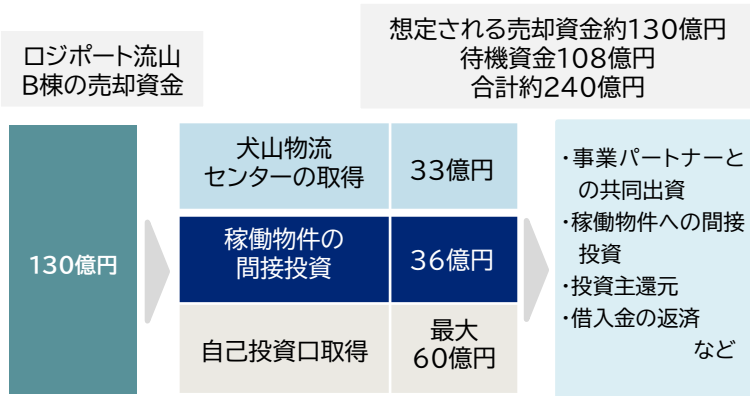 ロジポート流山
B棟の売却資金
想定される売却資金約130億円
待機資金108億円
合計約240億円
130億円
犬山物流
センターの取得
33億円
稼働物件の
間接投資
36億円
自己投資口取得
最大
60億円
・事業パートナーと
の共同出資
・稼働物件への間接
投資
・投資主還元
・借入金の返済
など